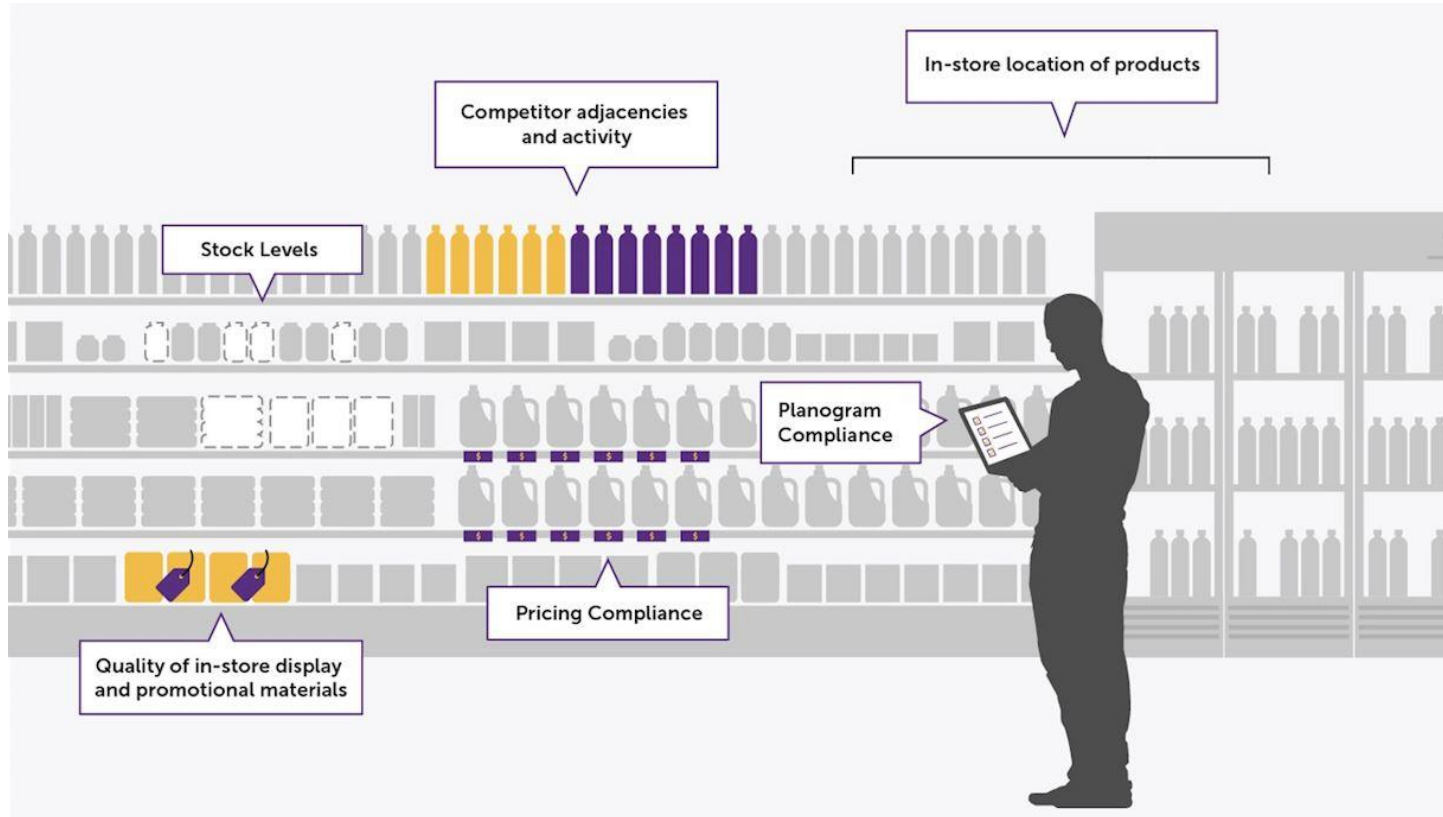 In-store location of products
Competitor adjacencies
and activity
Stock Levels
Planogram
Compliance
$ $ $ $ $ $
$ $ $ $ $ $
Pricing Compliance
Quality of in-store display
and promotional materials